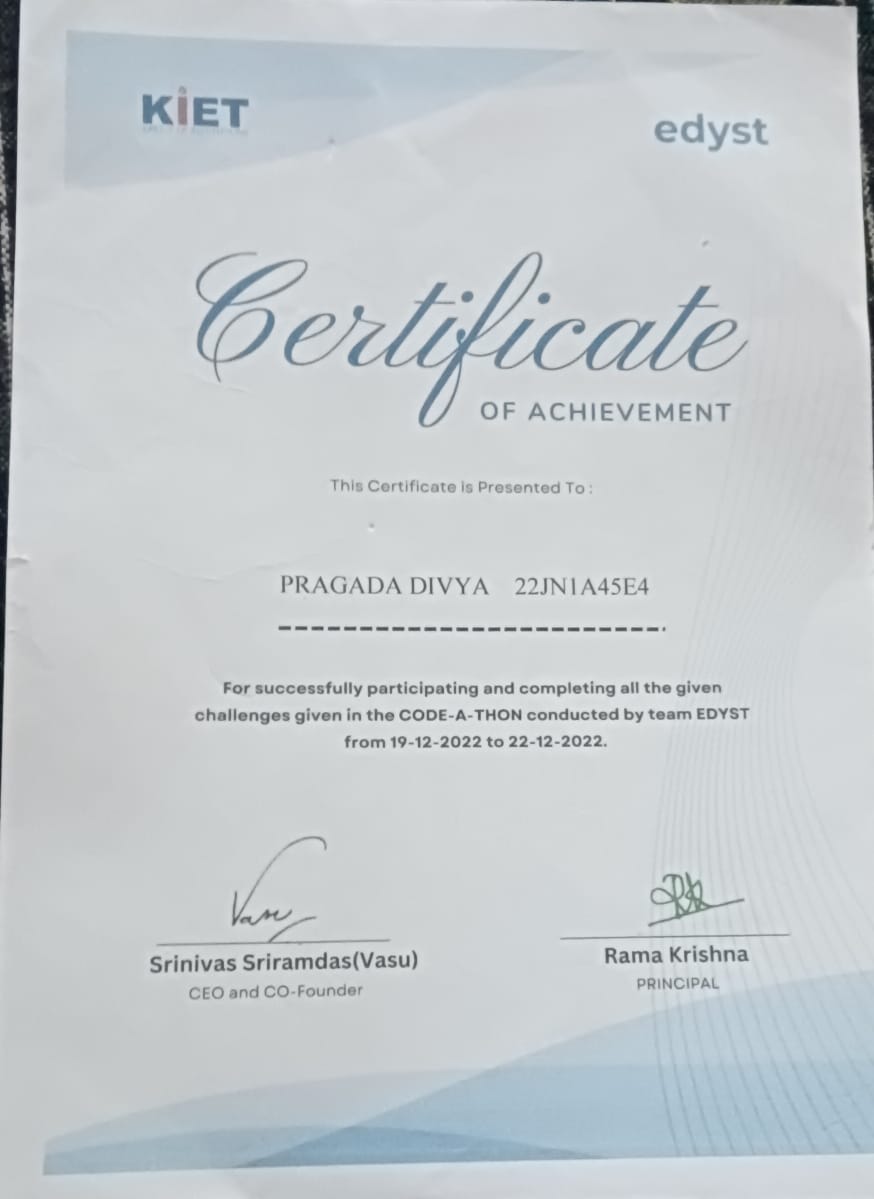 KiET
edyst
Certificate
OF ACHIEVEMENT
This Certificate is Presented To :
PRAGADA DIVYA 22JN1A45E4
For successfully participating and completing all the given
challenges given in the CODE-A-THON conducted by team EDYST
from 19-12-2022 to 22-12-2022.
Vasu
Srinivas Sriramdas(Vasu)
CEO and CO-Founder
Rama Krishna
PRINCIPAL